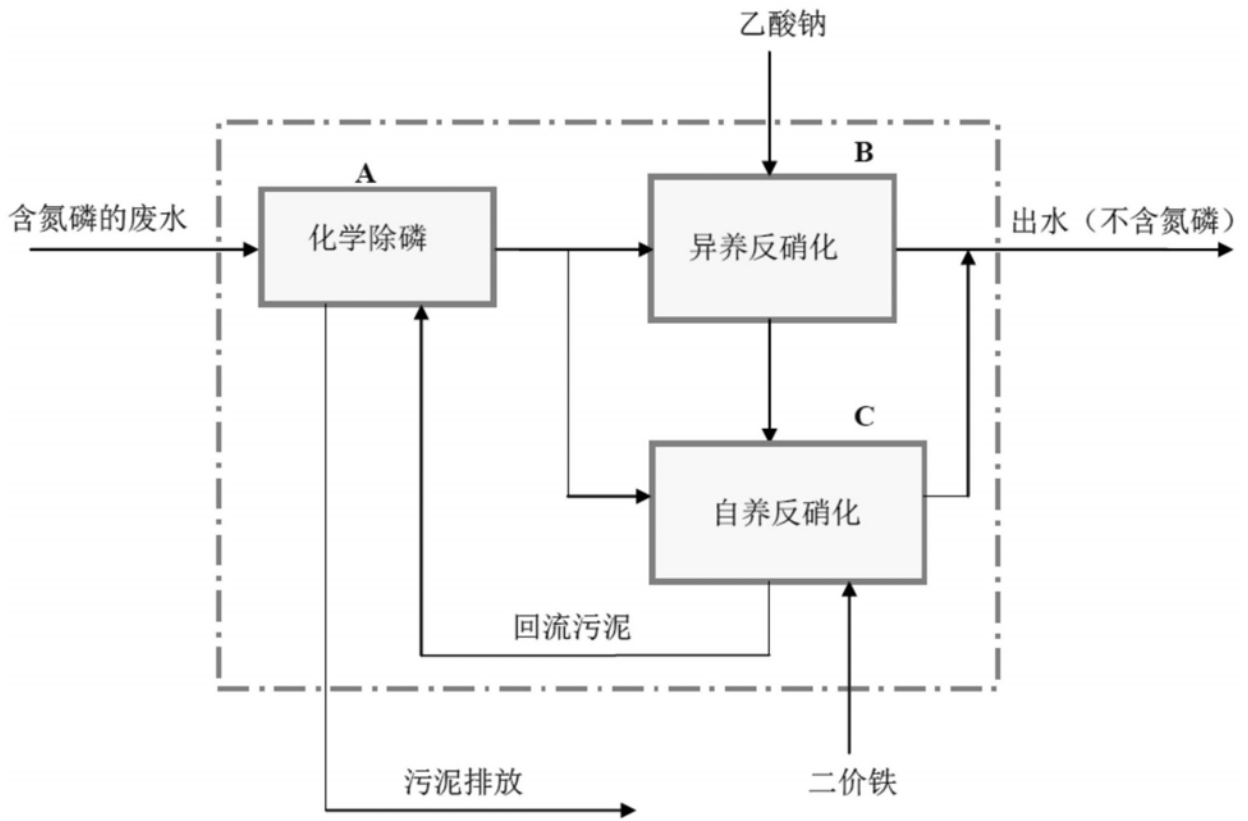 乙酸钠
B
A
含氮磷的废水
化学除磷
异养反硝化
出水（不含氮磷）
C
自养反硝化
回流污泥
污泥排放
二价铁